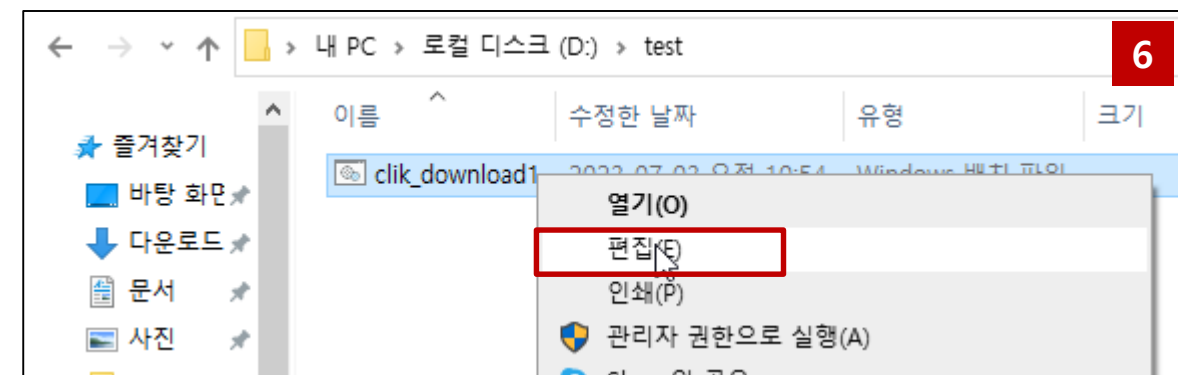 내 PC > 로컬 디스크 (D:) > test
6
이름 수정한 날짜 유형 크기
즐겨찾기
clik_download1 Windows
바탕 화면
열기(O)
다운로드
편집(E)
문서
인쇄(P)
사진
관리자 권한으로 실행(A)